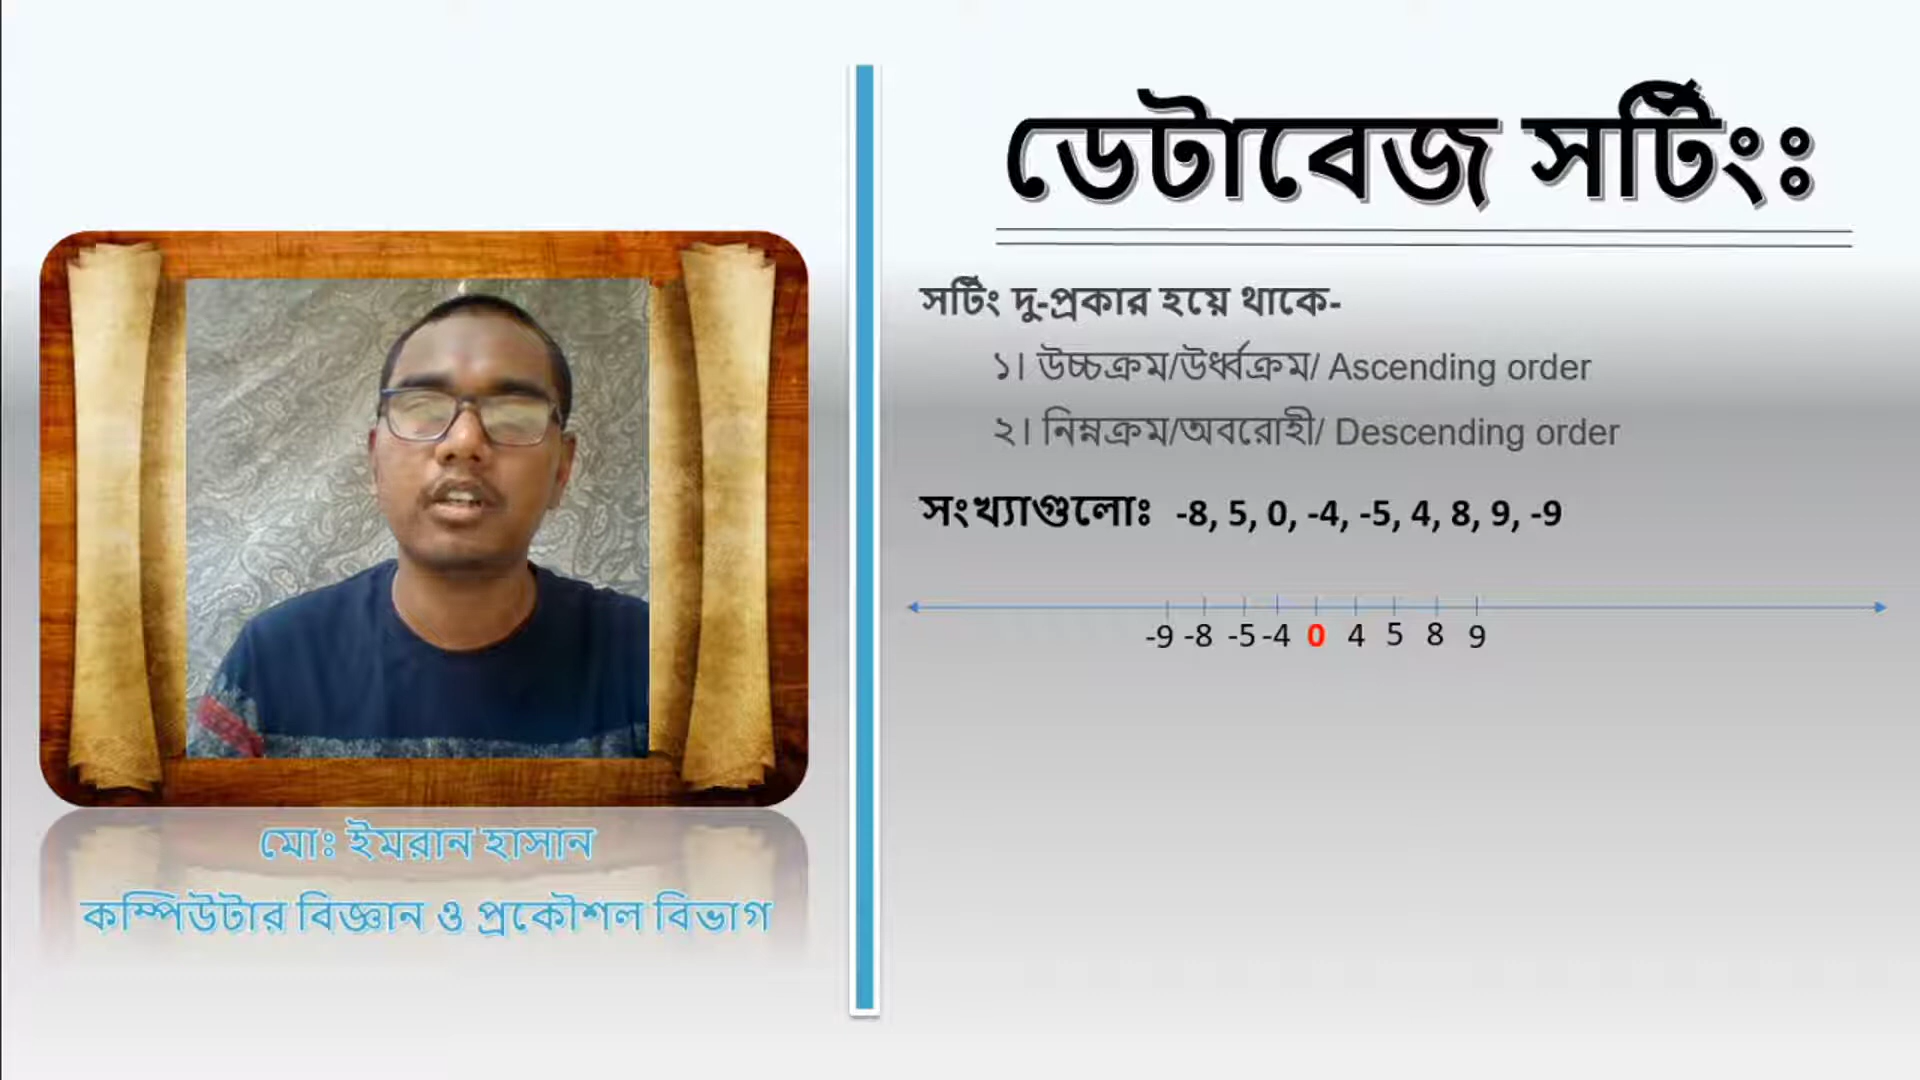 ডেটাবেজ সর্টিংঃ
সর্টিং দু-প্রকার হয়ে থাকে-
১। উচ্চক্রম/উর্ধ্বক্রম/ Ascending order
২। নিম্নক্রম/অবরোহী/ Descending order
সংখ্যাগুলোঃ -8, 5, 0, -4, -5, 4, 8, 9, -9
-9 -8 -5 -4 0 4 5 8 9
মোঃ ইমরান হাসান
কম্পিউটার বিজ্ঞান ও প্রকৌশল বিভাগ